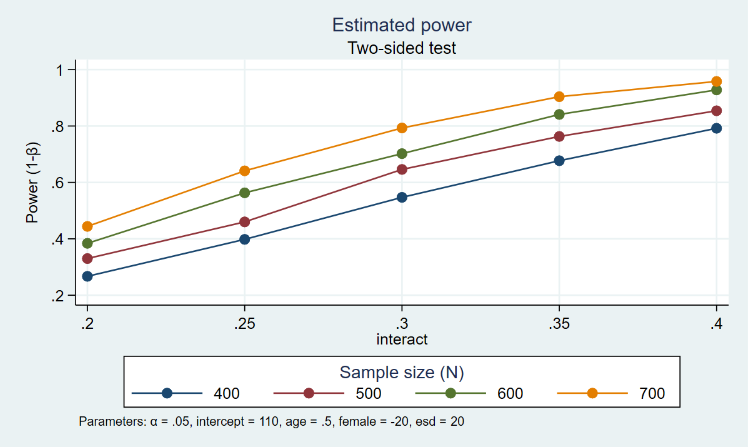 Estimated power
Two-sided test
Power (1-β)
1
.8
.6
.4
.2
.2 .25 .3 .35 .4
interact
Sample size (N)
400 500 600 700
Parameters: α = .05, intercept = 110, age = .5, female = -20, esd = 20